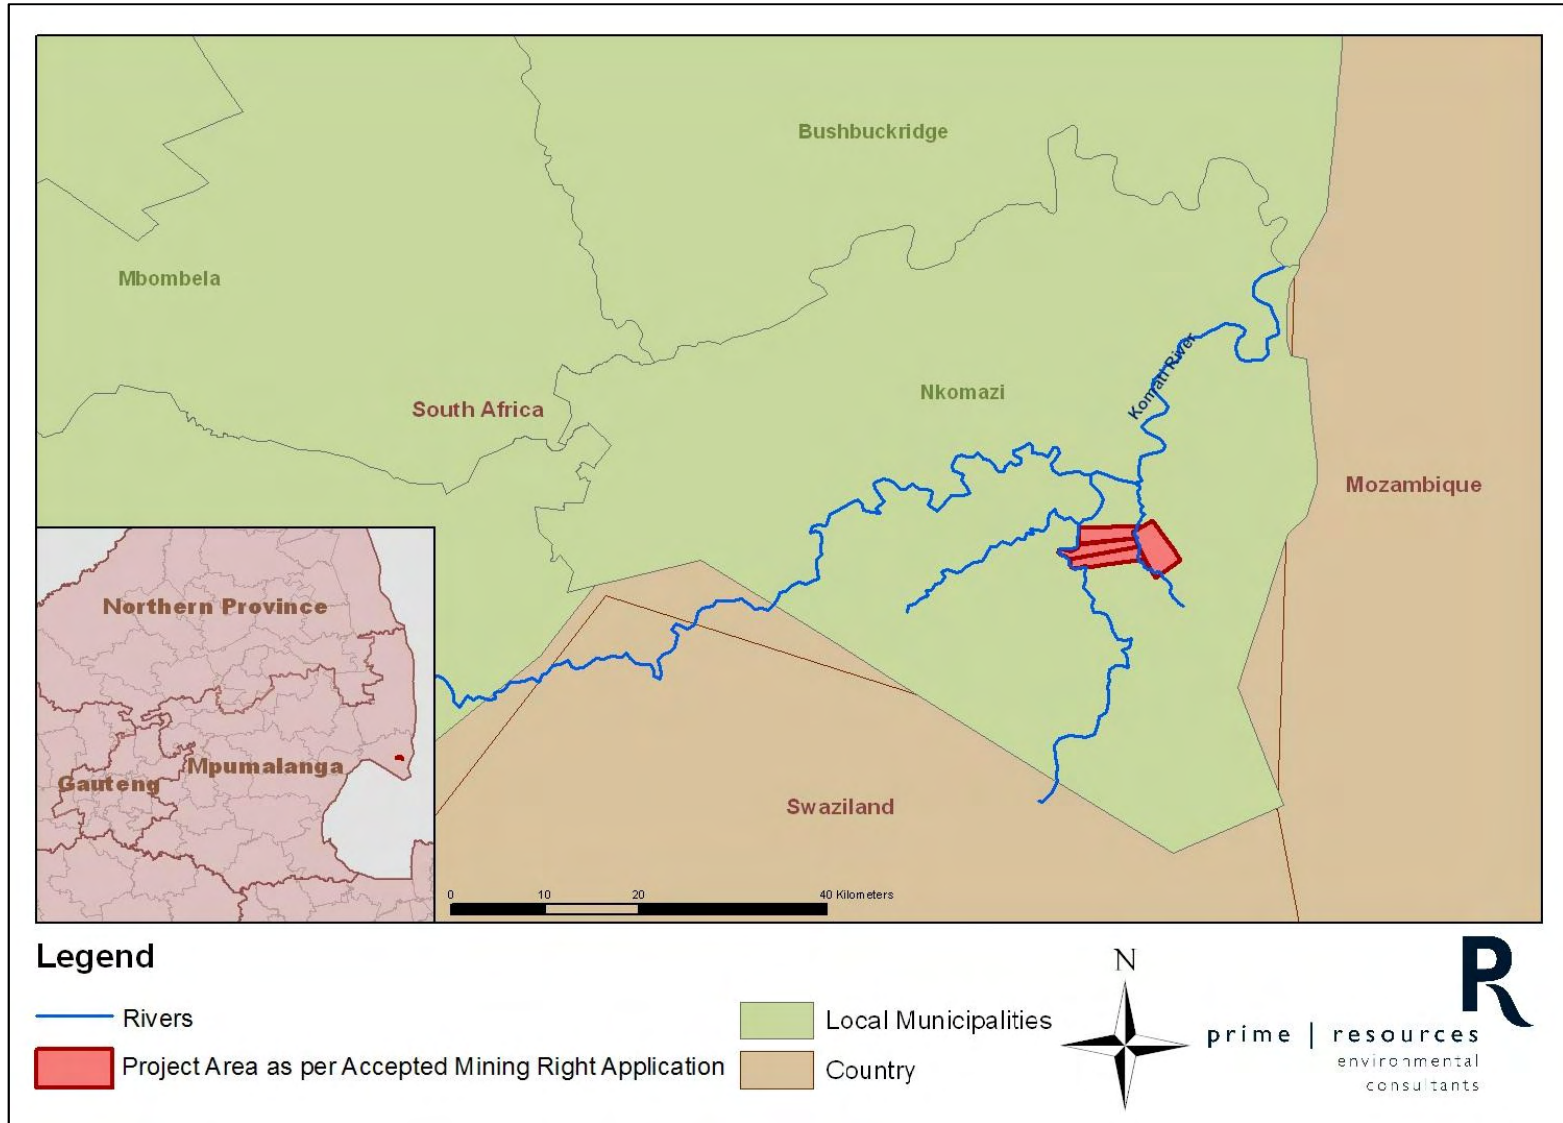 Bushbuckridge
Mbombela
Komati River
Nkomazi
South Africa
Mozambique
Northern Province
Mpumalanga
Gauteng
Swaziland
0 10 20 40 Kilometers
Legend
Rivers
Project Area as per Accepted Mining Right Application
Local Municipalities
Country
N
R
prime | resources
environmental
consultants